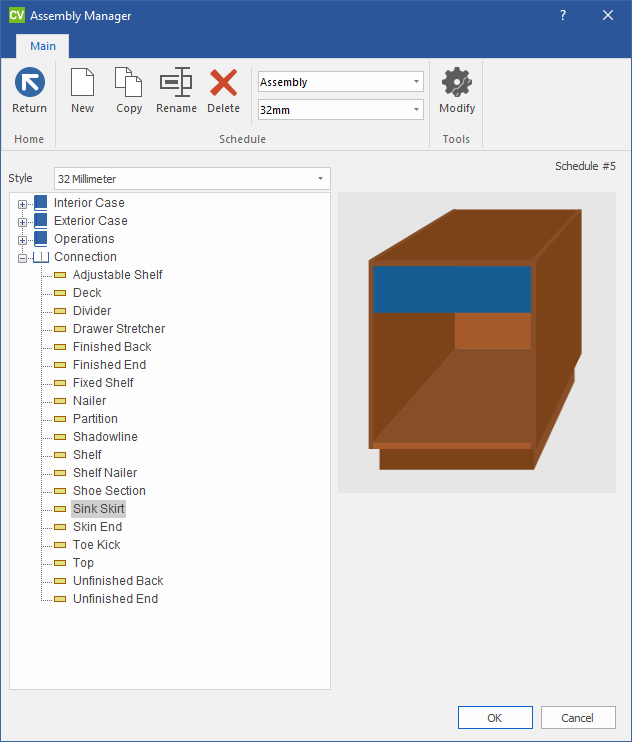 CV Assembly Manager ?
Main
Return New Copy Rename Delete Assembly 32mm Modify
Home Schedule Tools
Schedule #5
Style 32 Millimeter
Interior Case
Exterior Case
Operations
Connection
Adjustable Shelf
Deck
Divider
Drawer Stretcher
Finished Back
Finished End
Fixed Shelf
Nailer
Partition
Shadowline
Shelf
Shelf Nailer
Shoe Section
Sink Skirt
Skin End
Toe Kick
Top
Unfinished Back
Unfinished End
OK Cancel